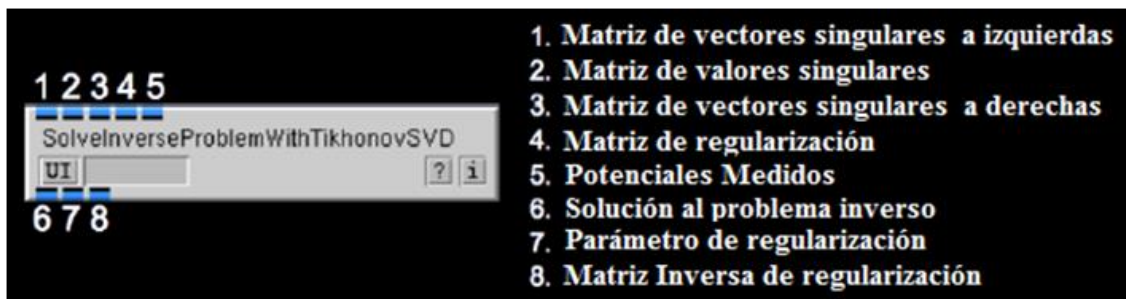 1 2 3 4 5
SolveInverseProblemWithTikhonovSVD
UI ? i
6 7 8
1. Matriz de vectores singulares a izquierdas
2. Matriz de valores singulares
3. Matriz de vectores singulares a derechas
4. Matriz de regularización
5. Potenciales Medidos
6. Solución al problema inverso
7. Parámetro de regularización
8. Matriz Inversa de regularización